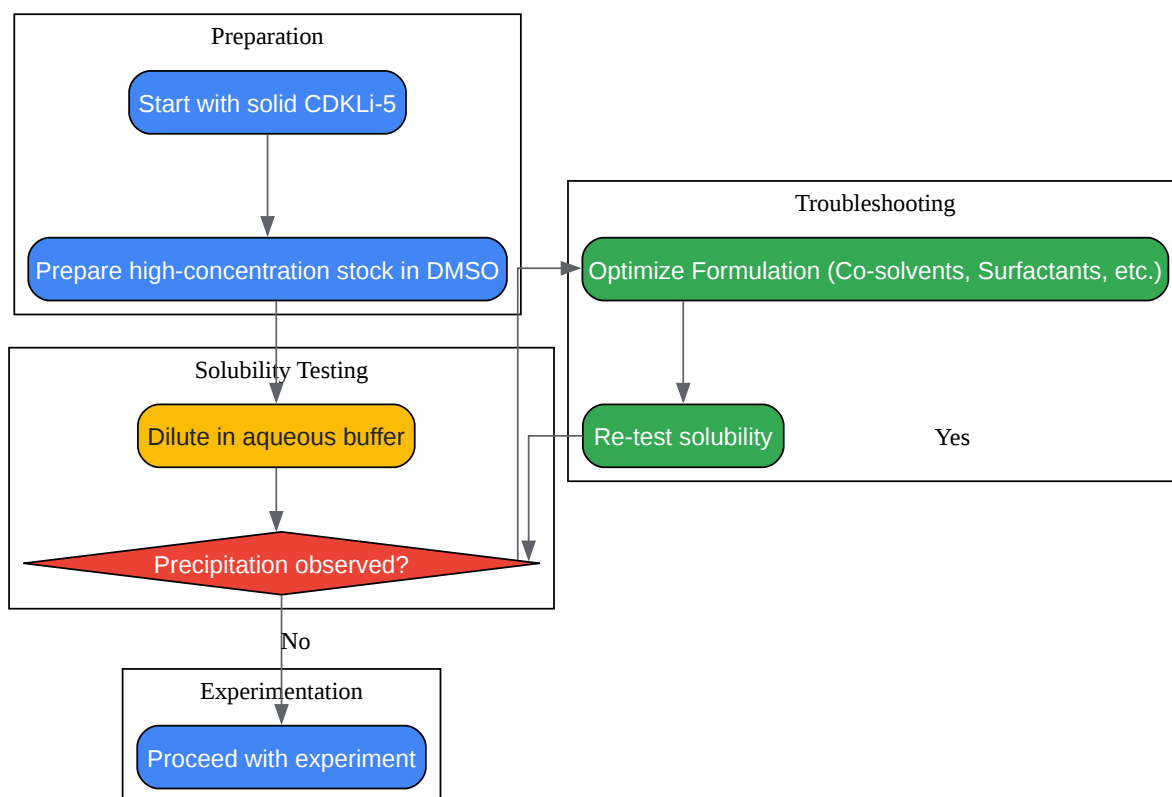 Preparation
Start with solid CDKLi-5
Prepare high-concentration stock in DMSO
Troubleshooting
Optimize Formulation (Co-solvents, Surfactants, etc.)
Solubility Testing
Dilute in aqueous buffer
Re-test solubility
Yes
Precipitation observed?
No
Experimentation
Proceed with experiment